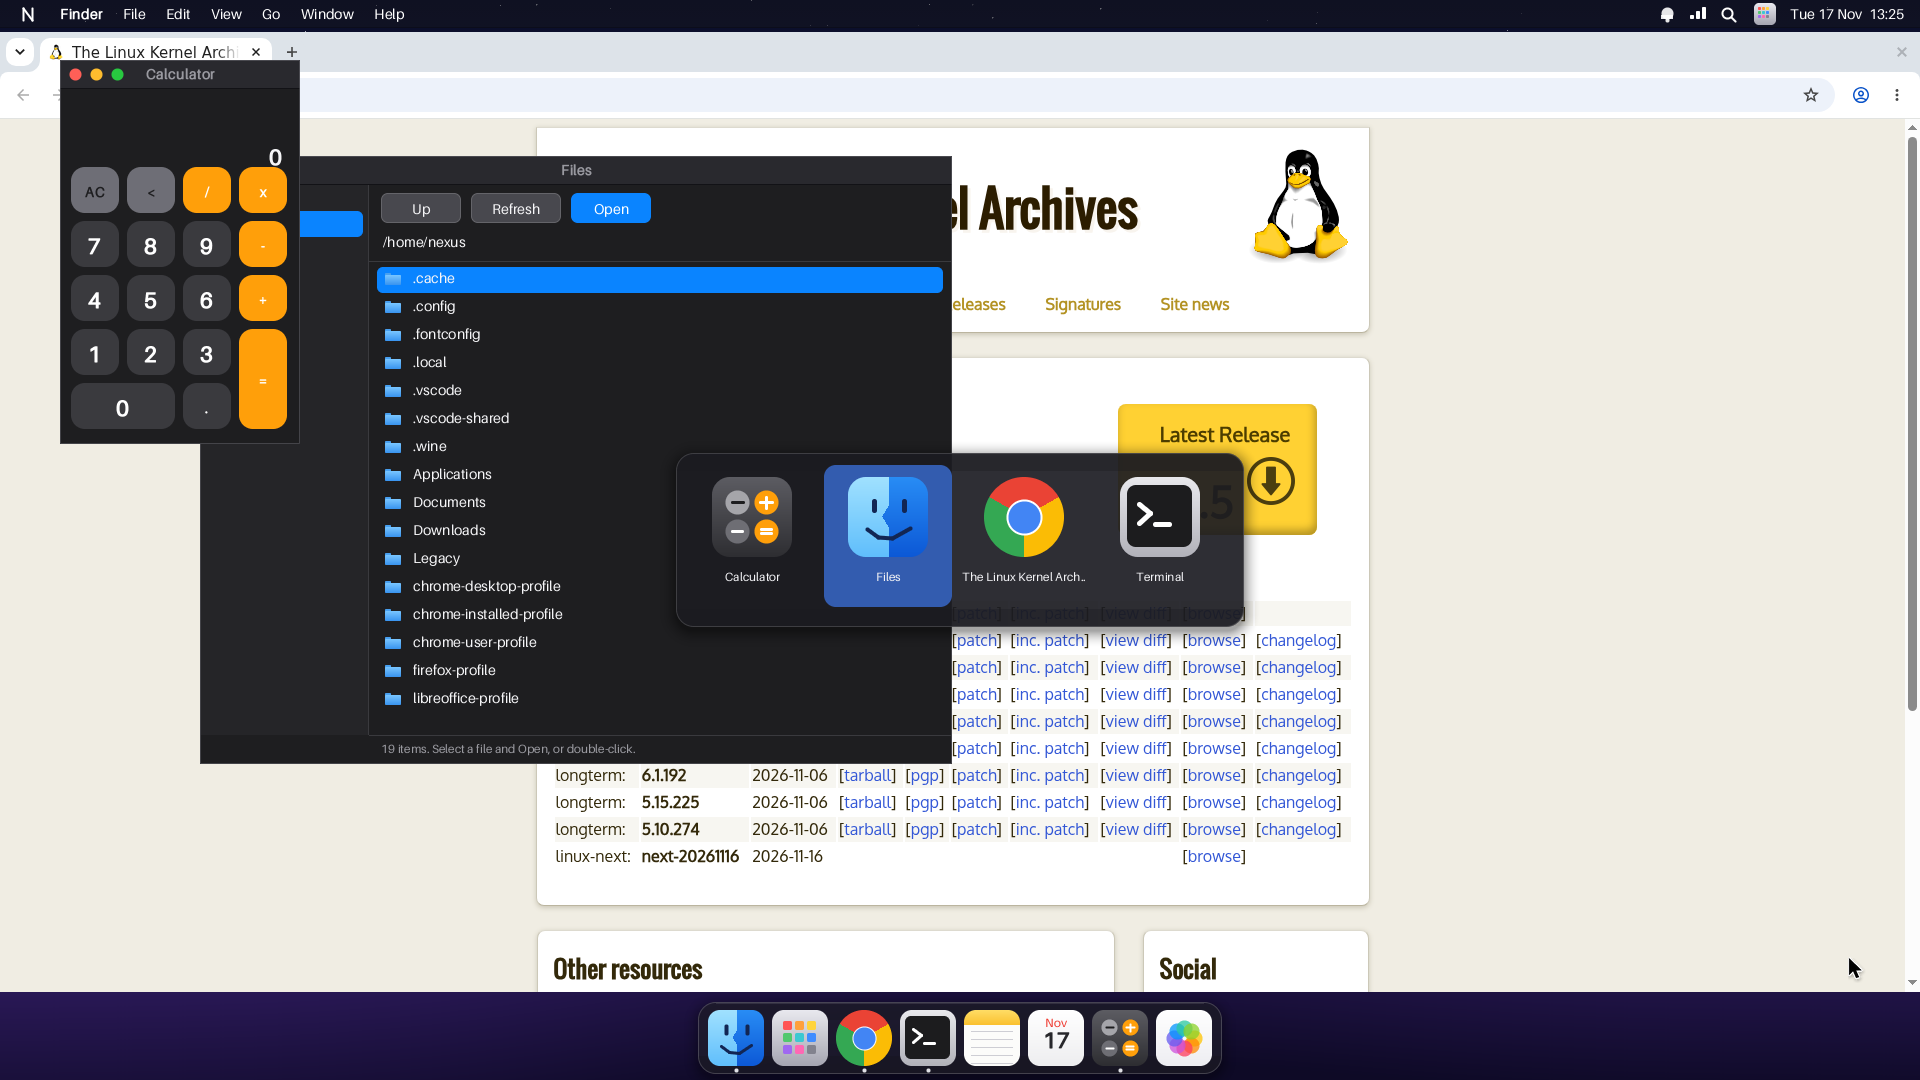 N Finder File Edit View Go Window Help Tue 17 Nov 13:25
The Linux Kernel Archi
Calculator
0
AC < / x
7 8 9 -
4 5 6 +
1 2 3 =
0 .
Files
Up Refresh Open
/home/nexus
.cache
.config
.fontconfig
.local
.vscode
.vscode-shared
.wine
Applications
Documents
Downloads
Legacy
chrome-desktop-profile
chrome-installed-profile
chrome-user-profile
firefox-profile
libreoffice-profile
19 items. Select a file and Open, or double-click.
el Archives
eleases Signatures Site news
Latest Release
.5
Calculator Files The Linux Kernel Arch.. Terminal
[patch] [inc. patch] [view diff] [browse]
[patch] [inc. patch] [view diff] [browse] [changelog]
[patch] [inc. patch] [view diff] [browse] [changelog]
[patch] [inc. patch] [view diff] [browse] [changelog]
[patch] [inc. patch] [view diff] [browse] [changelog]
[patch] [inc. patch] [view diff] [browse] [changelog]
longterm: 6.1.192 2026-11-06 [tarball] [pgp] [patch] [inc. patch] [view diff] [browse] [changelog]
longterm: 5.15.225 2026-11-06 [tarball] [pgp] [patch] [inc. patch] [view diff] [browse] [changelog]
longterm: 5.10.274 2026-11-06 [tarball] [pgp] [patch] [inc. patch] [view diff] [browse] [changelog]
linux-next: next-20261116 2026-11-16 [browse]
Other resources
Social
Nov
17